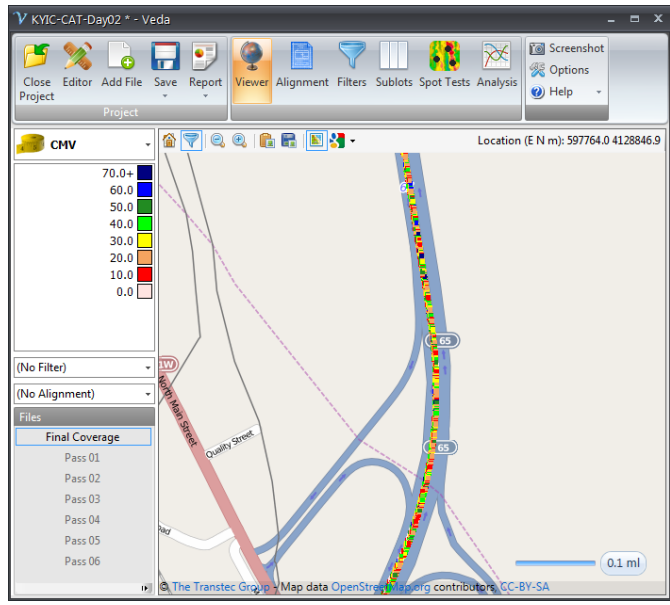 KYIC-CAT-Day02 * - Veda
Close Project
Editor
Add File
Save
Report
Viewer
Alignment
Filters
Sublots
Spot Tests
Analysis
Screenshot
Options
Help
Project
CMV
Location (E N m): 597764.0 4128846.9
70.0+
60.0
50.0
40.0
30.0
20.0
10.0
0.0
6
65
(No Filter)
(No Alignment)
1W
North Main Street
Quality Street
65
Files
Final Coverage
Pass 01
Pass 02
Pass 03
Pass 04
Pass 05
Pass 06
oad
0.1 ml
© The Transtec Group - Map data OpenStreetMap.org contributors, CC-BY-SA